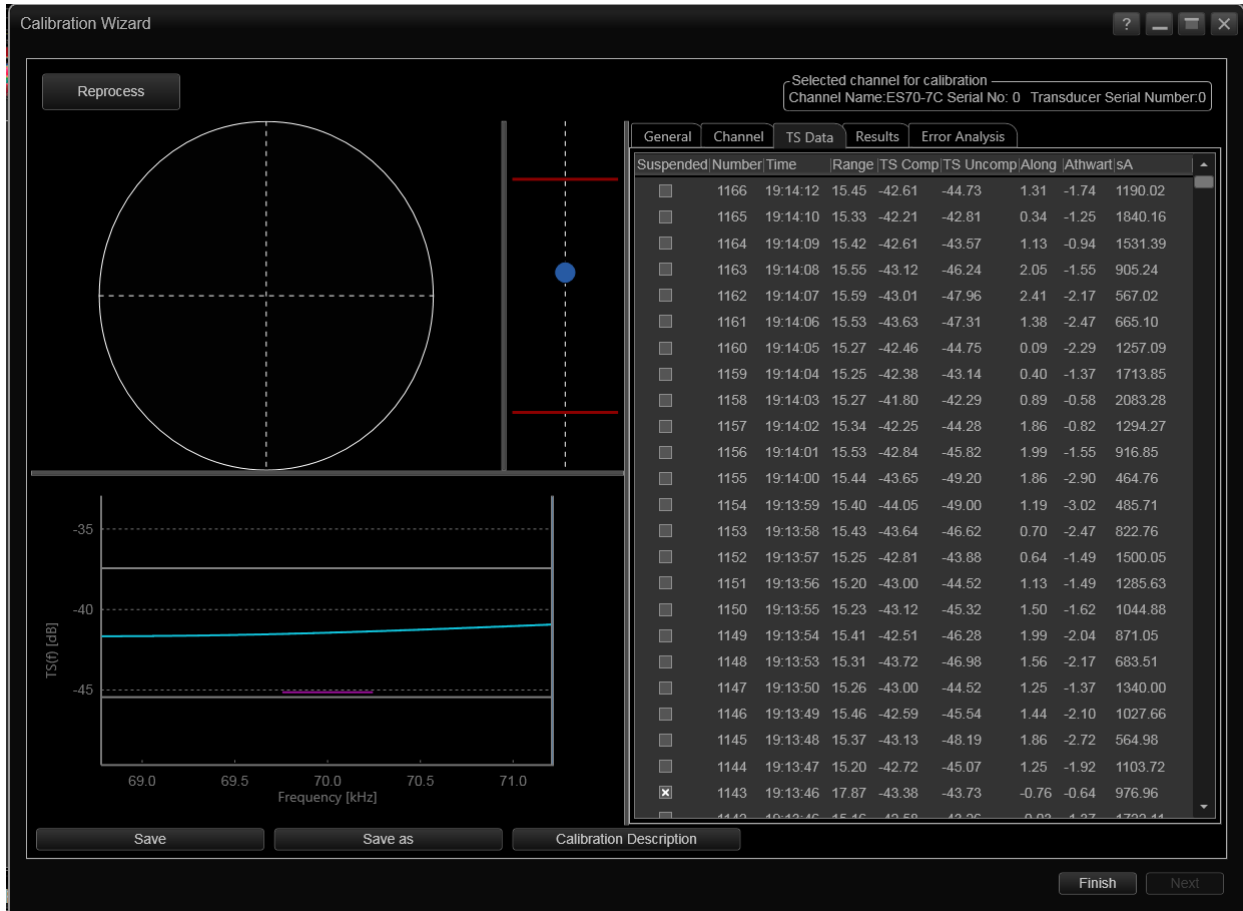 Calibration Wizard
?
Reprocess
Selected channel for calibration
Channel Name:ES70-7C Serial No: 0 Transducer Serial Number:0
General Channel TS Data Results Error Analysis
Suspended Number Time Range TS Comp TS Uncomp Along Athwart sA
1166 19:14:12 15.45 -42.61 -44.73 1.31 -1.74 1190.02
1165 19:14:10 15.33 -42.21 -42.81 0.34 -1.25 1840.16
1164 19:14:09 15.42 -42.61 -43.57 1.13 -0.94 1531.39
1163 19:14:08 15.55 -43.12 -46.24 2.05 -1.55 905.24
1162 19:14:07 15.59 -43.01 -47.96 2.41 -2.17 567.02
1161 19:14:06 15.53 -43.63 -47.31 1.38 -2.47 665.10
1160 19:14:05 15.27 -42.46 -44.75 0.09 -2.29 1257.09
1159 19:14:04 15.25 -42.38 -43.14 0.40 -1.37 1713.85
1158 19:14:03 15.27 -41.80 -42.29 0.89 -0.58 2083.28
1157 19:14:02 15.34 -42.25 -44.28 1.86 -0.82 1294.27
1156 19:14:01 15.53 -42.84 -45.82 1.99 -1.55 916.85
1155 19:14:00 15.44 -43.65 -49.20 1.86 -2.90 464.76
1154 19:13:59 15.40 -44.05 -49.00 1.19 -3.02 485.71
1153 19:13:58 15.43 -43.64 -46.62 0.70 -2.47 822.76
1152 19:13:57 15.25 -42.81 -43.88 0.64 -1.49 1500.05
1151 19:13:56 15.20 -43.00 -44.52 1.13 -1.49 1285.63
1150 19:13:55 15.23 -43.12 -45.32 1.50 -1.62 1044.88
1149 19:13:54 15.41 -42.51 -46.28 1.99 -2.04 871.05
1148 19:13:53 15.31 -43.72 -46.98 1.56 -2.17 683.51
1147 19:13:50 15.26 -43.00 -44.52 1.25 -1.37 1340.00
1146 19:13:49 15.46 -42.59 -45.54 1.44 -2.10 1027.66
1145 19:13:48 15.37 -43.13 -48.19 1.86 -2.72 564.98
1144 19:13:47 15.20 -42.72 -45.07 1.25 -1.92 1103.72
1143 19:13:46 17.87 -43.38 -43.73 -0.76 -0.64 976.96
-35
-40
-45
TS(f) [dB]
69.0 69.5 70.0 70.5 71.0
Frequency [kHz]
Save Save as Calibration Description
Finish Next